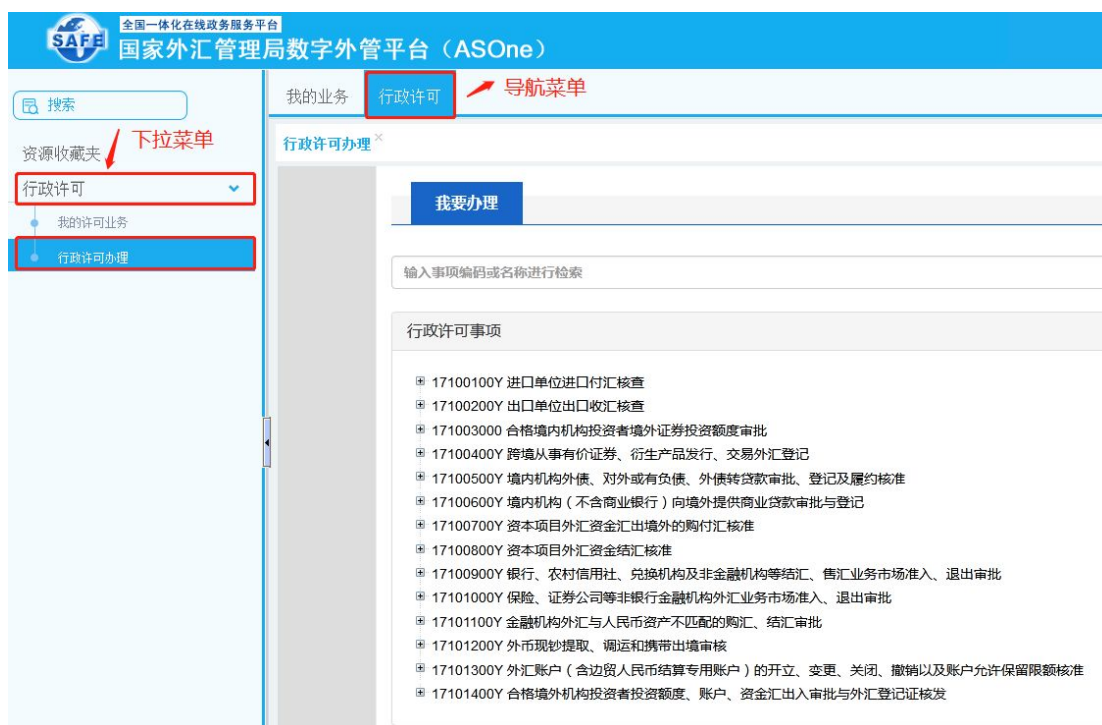 SAFE
全国一体化在线政务服务平台
国家外汇管理局数字外管平台（ASOne）
搜索
下拉菜单
资源收藏夹
行政许可
我的许可业务
行政许可办理
我的业务
行政许可
导航菜单
行政许可办理
我要办理
输入事项编码或名称进行检索
行政许可事项
17100100Y 进口单位进口付汇核查
17100200Y 出口单位出口收汇核查
171003000 合格境内机构投资者境外证券投资额度审批
17100400Y 跨境从事有价证券、衍生产品发行、交易外汇登记
17100500Y 境内机构外债、对外或有负债、外债转贷款审批、登记及履约核准
17100600Y 境内机构（不含商业银行）向境外提供商业贷款审批与登记
17100700Y 资本项目外汇资金汇出境外的购付汇核准
17100800Y 资本项目外汇资金结汇核准
17100900Y 银行、农村信用社、兑换机构及非金融机构等结汇、售汇业务市场准入、退出审批
17101000Y 保险、证券公司等非银行金融机构外汇业务市场准入、退出审批
17101100Y 金融机构外汇与人民币资产不匹配的购汇、结汇审批
17101200Y 外币现钞提取、调运和携带出境审核
17101300Y 外汇账户（含边贸人民币结算专用账户）的开立、变更、关闭、撤销以及账户允许保留限额核准
17101400Y 合格境外机构投资者投资额度、账户、资金汇出入审批与外汇登记证核发